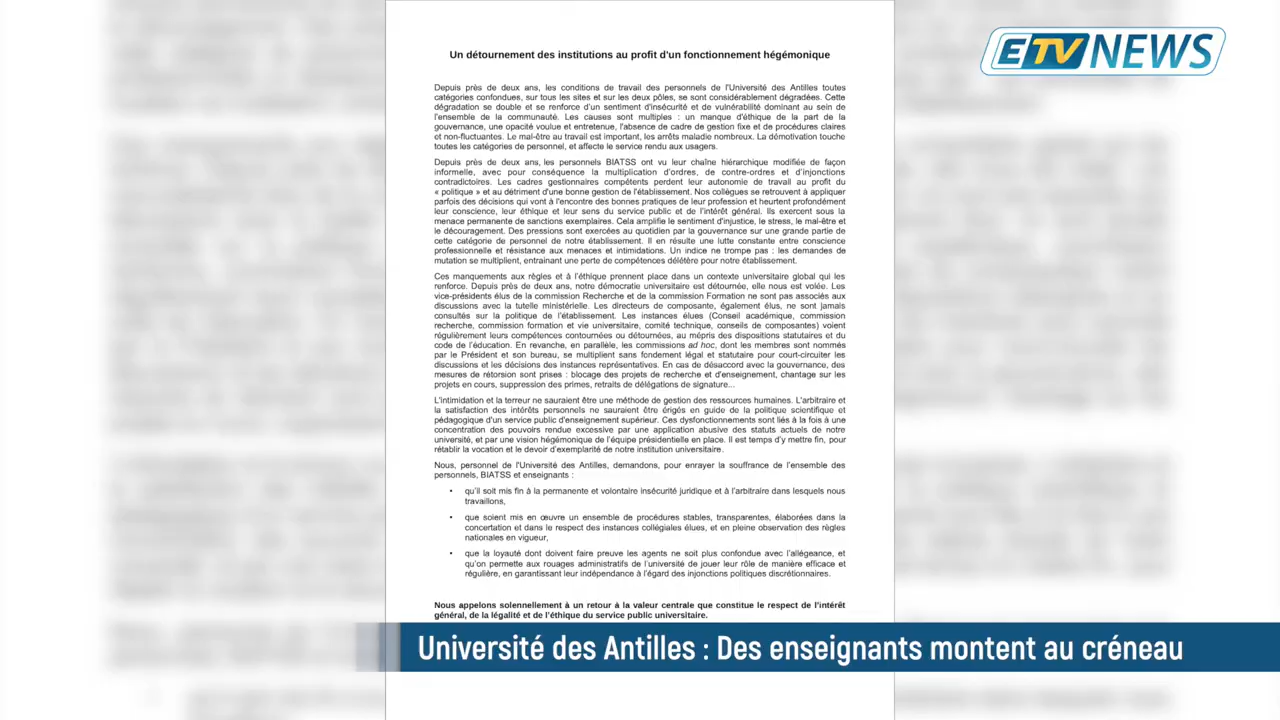 Un détournement des institutions au profit d'un fonctionnement hégémonique
ETV NEWS
Depuis près de deux ans, les conditions de travail des personnels de l'Université des Antilles toutes
catégories confondues, sur tous les sites et sur les deux pôles, se sont considérablement dégradées. Cette
dégradation se double et se renforce d'un sentiment d'insécurité et de vulnérabilité dominant au sein de
l'ensemble de la communauté. Les causes sont multiples : un manque d'éthique de la part de la
gouvernance, une opacité voulue et entretenue, l'absence de cadre de gestion fixe et de procédures claires
et non-fluctuantes. Le mal-être au travail est important, les arrêts maladie nombreux. La démotivation touche
toutes les catégories de personnel, et affecte le service rendu aux usagers.
Depuis près de deux ans, les personnels BIATSS ont vu leur chaîne hiérarchique modifiée de façon
informelle, avec pour conséquence la multiplication d'ordres, de contre-ordres et d'injonctions
contradictoires. Les cadres gestionnaires compétents perdent leur autonomie de travail au profit du
« politique » et au détriment d'une bonne gestion de l'établissement. Nos collègues se retrouvent à appliquer
parfois des décisions qui vont à l'encontre des bonnes pratiques de leur profession et heurtent profondément
leur conscience, leur éthique et leur sens du service public et de l'intérêt général. Ils exercent sous la
menace permanente de sanctions exemplaires. Cela amplifie le sentiment d'injustice, le stress, le mal-être et
le découragement. Des pressions sont exercées au quotidien par la gouvernance sur une grande partie de
cette catégorie de personnel de notre établissement. Il en résulte une lutte constante entre conscience
professionnelle et résistance aux menaces et intimidations. Un indice ne trompe pas : les demandes de
mutation se multiplient, entrainant une perte de compétences délétère pour notre établissement.
Ces manquements aux règles et à l'éthique prennent place dans un contexte universitaire global qui les
renforce. Depuis près de deux ans, notre démocratie universitaire est détournée, elle nous est volée. Les
vice-présidents élus de la commission Recherche et de la commission Formation ne sont pas associés aux
discussions avec la tutelle ministérielle. Les directeurs de composante, également élus, ne sont jamais
consultés sur la politique de l'établissement. Les instances élues (Conseil académique, commission
recherche, commission formation et vie universitaire, comité technique, conseils de composantes) voient
régulièrement leurs compétences contournées ou détournées, au mépris des dispositions statutaires et du
code de l'éducation. En revanche, en parallèle, les commissions ad hoc, dont les membres sont nommés
par le Président et son bureau, se multiplient sans fondement légal et statutaire pour court-circuiter les
discussions et les décisions des instances représentatives. En cas de désaccord avec la gouvernance, des
mesures de rétorsion sont prises : blocage des projets de recherche et d'enseignement, chantage sur les
projets en cours, suppression des primes, retraits de délégations de signature...
L'intimidation et la terreur ne sauraient être une méthode de gestion des ressources humaines. L'arbitraire et
la satisfaction des intérêts personnels ne sauraient être érigés en guide de la politique scientifique et
pédagogique d'un service public d'enseignement supérieur. Ces dysfonctionnements sont liés à la fois à une
concentration des pouvoirs rendue excessive par une application abusive des statuts actuels de notre
université, et par une vision hégémonique de l'équipe présidentielle en place. Il est temps d'y mettre fin, pour
rétablir la vocation et le devoir d'exemplarité de notre institution universitaire.
Nous, personnel de l'Université des Antilles, demandons, pour enrayer la souffrance de l'ensemble des
personnels, BIATSS et enseignants :
• qu'il soit mis fin à la permanente et volontaire insécurité juridique et à l'arbitraire dans lesquels nous
travaillons,
• que soient mis en œuvre un ensemble de procédures stables, transparentes, élaborées dans la
concertation et dans le respect des instances collégiales élues, et en pleine observation des règles
nationales en vigueur,
• que la loyauté dont doivent faire preuve les agents ne soit plus confondue avec l'allégeance, et
qu'on permette aux rouages administratifs de l'université de jouer leur rôle de manière efficace et
régulière, en garantissant leur indépendance à l'égard des injonctions politiques discrétionnaires.
Nous appelons solennellement à un retour à la valeur centrale que constitue le respect de l'intérêt
général, de la légalité et de l'éthique du service public universitaire.
Université des Antilles : Des enseignants montent au créneau